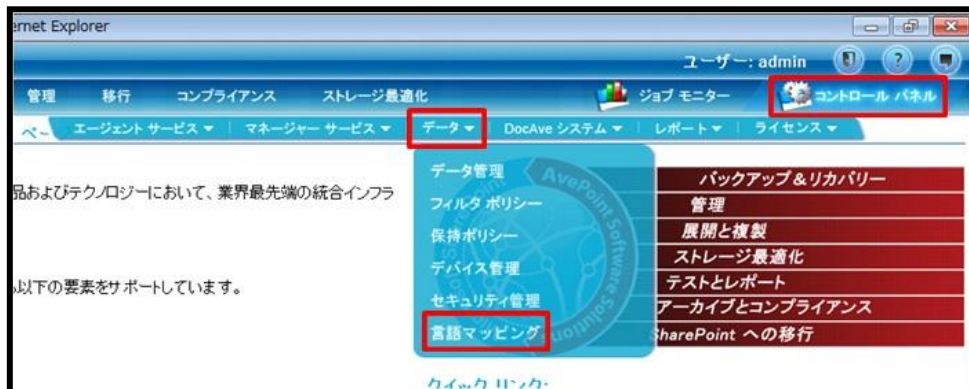 ernet Explorer
ユーザー: admin
?
管理 移行 コンプライアンス ストレージ最適化 ジョブ モニター コントロール パネル
ペー エージェント サービス マネージャー サービス データ DocAve システム レポート ライセンス
データ管理
フィルタ ポリシー
保持ポリシー
デバイス管理
セキュリティ管理
言語マッピング
AvePoint Software Solution
品およびテクノロジーにおいて、業界最先端の統合インフラ
以下の要素をサポートしています。
バックアップ&リカバリー
管理
展開と複製
ストレージ最適化
テストとレポート
アーカイブとコンプライアンス
SharePoint への移行
クイック リンク: